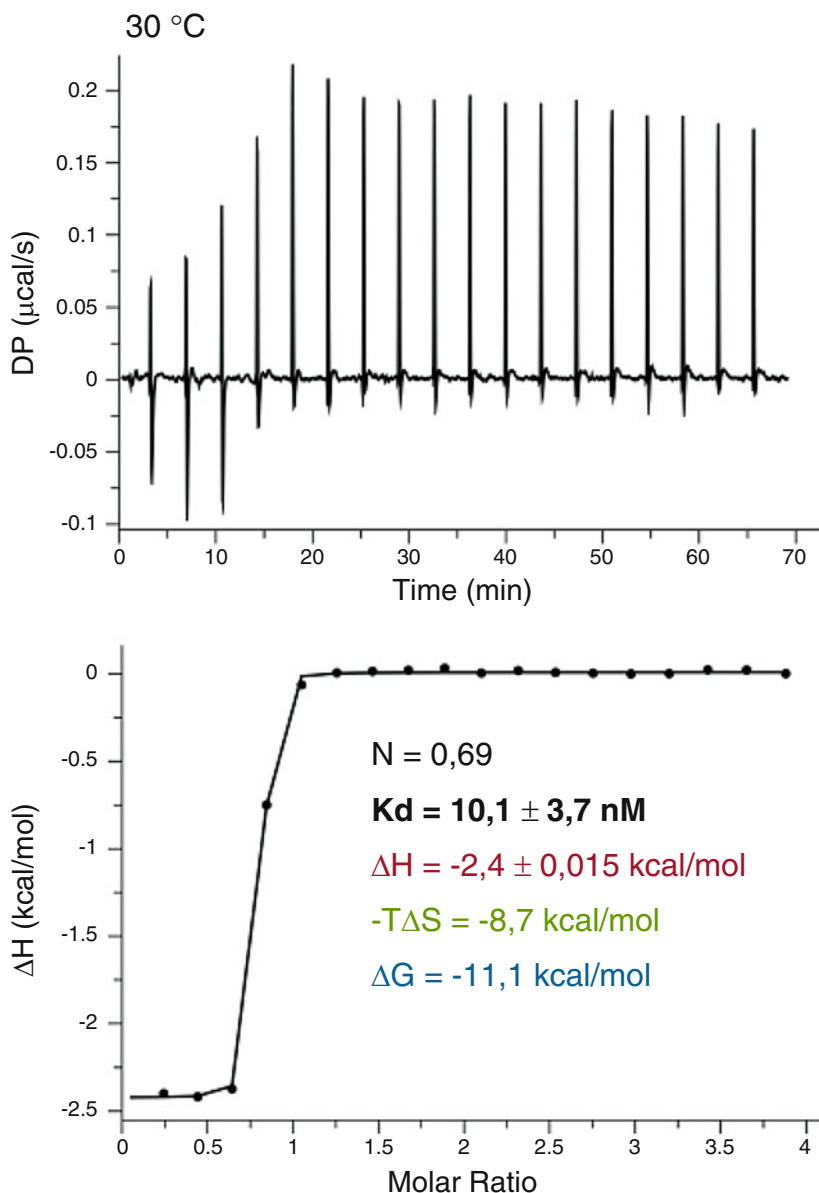 30 °C
DP (µcal/s)
0.2
0.15
0.1
0.05
0
-0.05
-0.1
0 10 20 30 40 50 60 70
Time (min)
ΔH (kcal/mol)
0
-0.5
-1
-1.5
-2
-2.5
N = 0,69
Kd = 10,1 ± 3,7 nM
ΔH = -2,4 ± 0,015 kcal/mol
-TΔS = -8,7 kcal/mol
ΔG = -11,1 kcal/mol
0 0.5 1 1.5 2 2.5 3 3.5 4
Molar Ratio